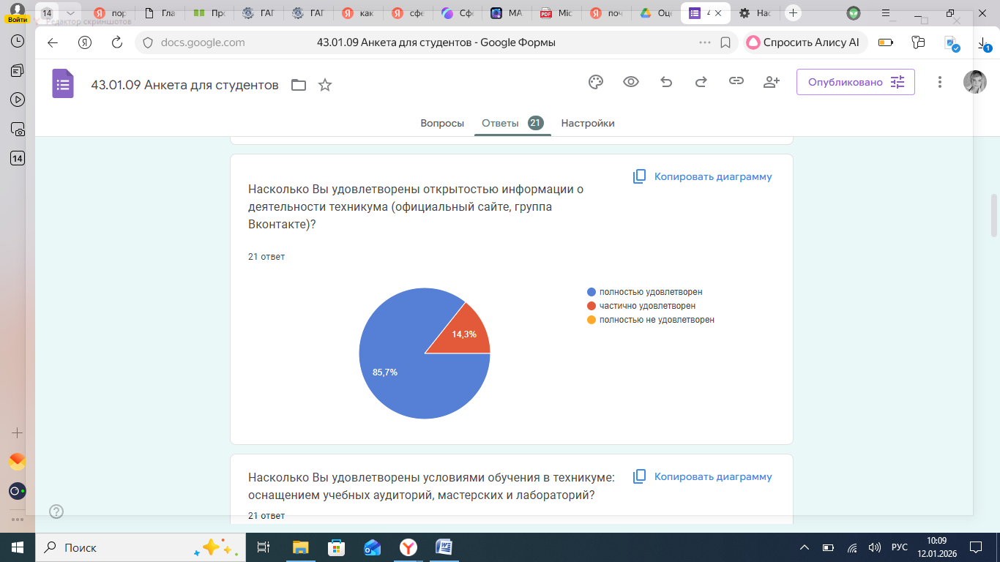 Войти
14
пор
Гла
Про
ГАГ
ГАГ
как
сфе
Сфе
МА
Mic
поч
Оце
Нас
Редактор скриншотов
docs.google.com
43.01.09 Анкета для студентов - Google Формы
Спросить Алису AI
1
43.01.09 Анкета для студентов
Опубликовано
Вопросы
Ответы 21
Настройки
14
Копировать диаграмму
Насколько Вы удовлетворены открытостью информации о
деятельности техникума (официальный сайте, группа
Вконтакте)?
21 ответ
полностью удовлетворен
частично удовлетворен
полностью не удовлетворен
14,3%
85,7%
Насколько Вы удовлетворены условиями обучения в техникуме:
оснащением учебных аудиторий, мастерских и лабораторий?
Копировать диаграмму
21 ответ
Поиск
РУС
10:09
12.01.2026